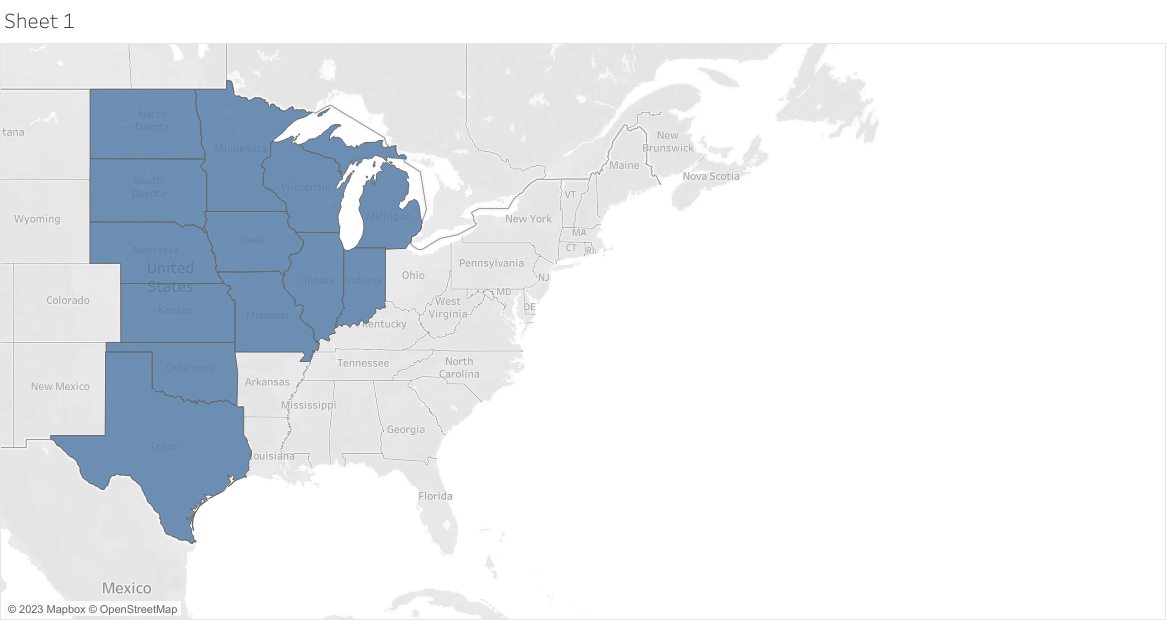 Sheet 1
New
Brunswick
Nova Scotia
Maine
North
Dakota
tana
Minnesota
South
Dakota
Wisconsin
VT
Wyoming
Michigan
New York
MA
CT
RI
Nebraska
Iowa
Pennsylvania
United
States
Ohio
NJ
Illinois
Indiana
MD
Colorado
West
Virginia
DE
Kansas
Missouri
Kentucky
Tennessee
North
Carolina
Oklahoma
Arkansas
New Mexico
Mississippi
Georgia
Texas
Louisiana
Florida
Mexico
© 2023 Mapbox © OpenStreetMap